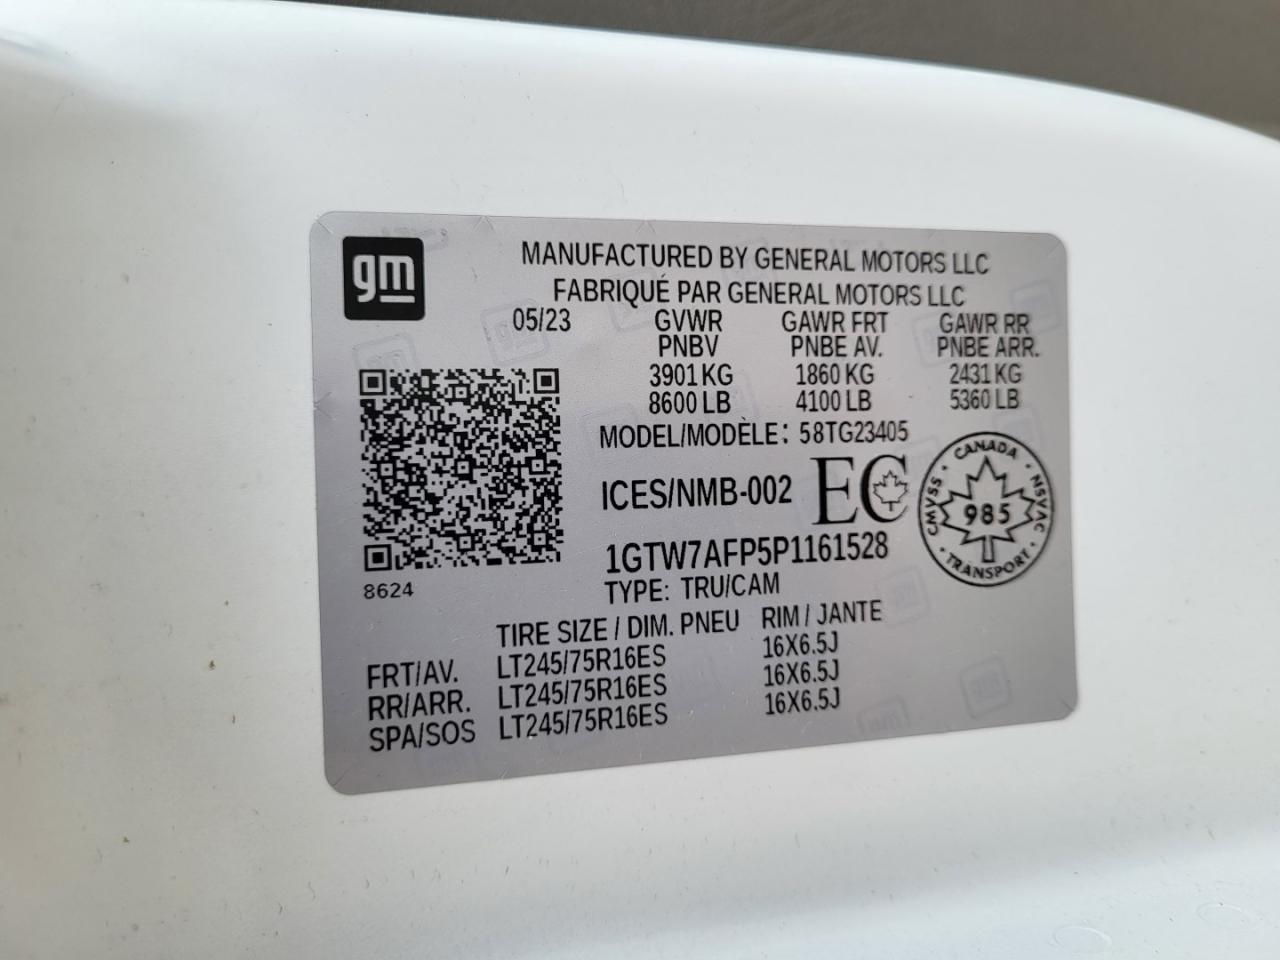 gm
MANUFACTURED BY GENERAL MOTORS LLC
FABRIQUÉ PAR GENERAL MOTORS LLC
05/23 GVWR GAWR FRT GAWR RR
PNBV PNBE AV. PNBE ARR.
3901 KG 1860 KG 2431 KG
8600 LB 4100 LB 5360 LB
MODEL/MODÈLE: 58TG23405
ICES/NMB-002 EC
CANADA
CMVSS 985 NSVAC
TRANSPORT
1GTW7AFP5P1161528
8624 TYPE: TRU/CAM
TIRE SIZE / DIM. PNEU RIM / JANTE
FRT/AV. LT245/75R16ES 16X6.5J
RR/ARR. LT245/75R16ES 16X6.5J
SPA/SOS LT245/75R16ES 16X6.5J